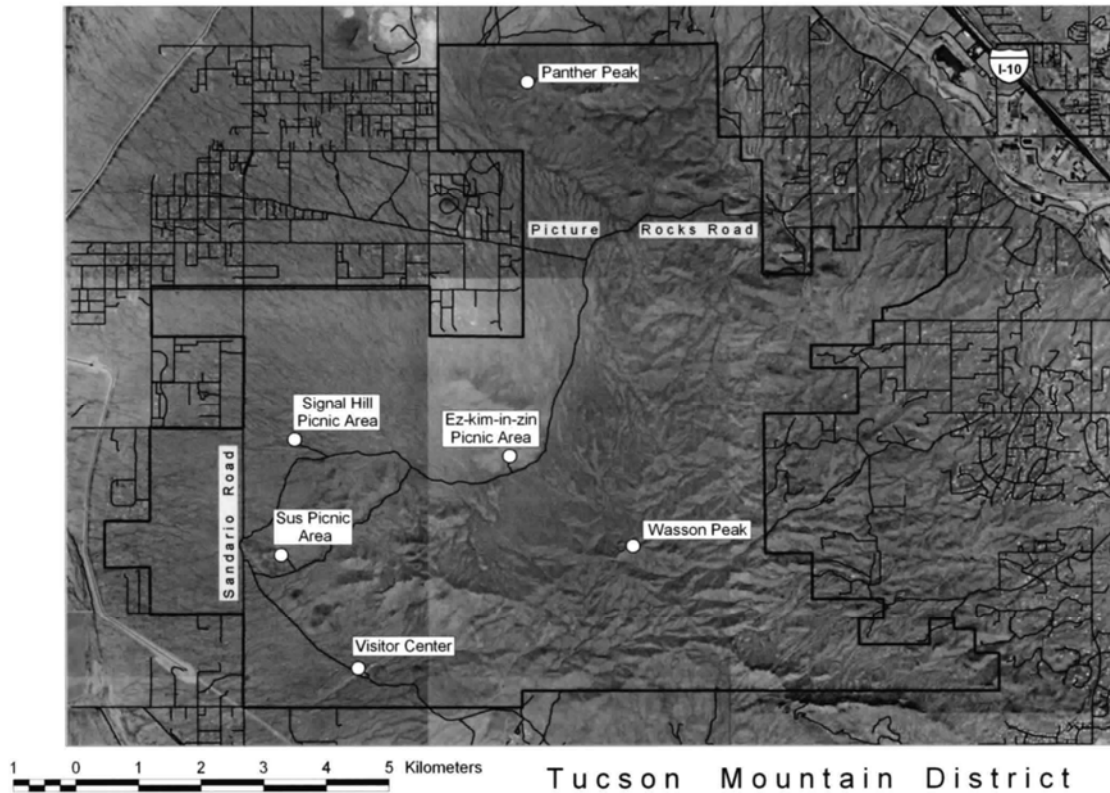 Panther Peak
I-10
Picture Rocks Road
Signal Hill
Picnic Area
Ez-kim-in-zin
Picnic Area
Sandario Road
Sus Picnic
Area
Wasson Peak
Visitor Center
1 0 1 2 3 4 5 Kilometers
Tucson Mountain District